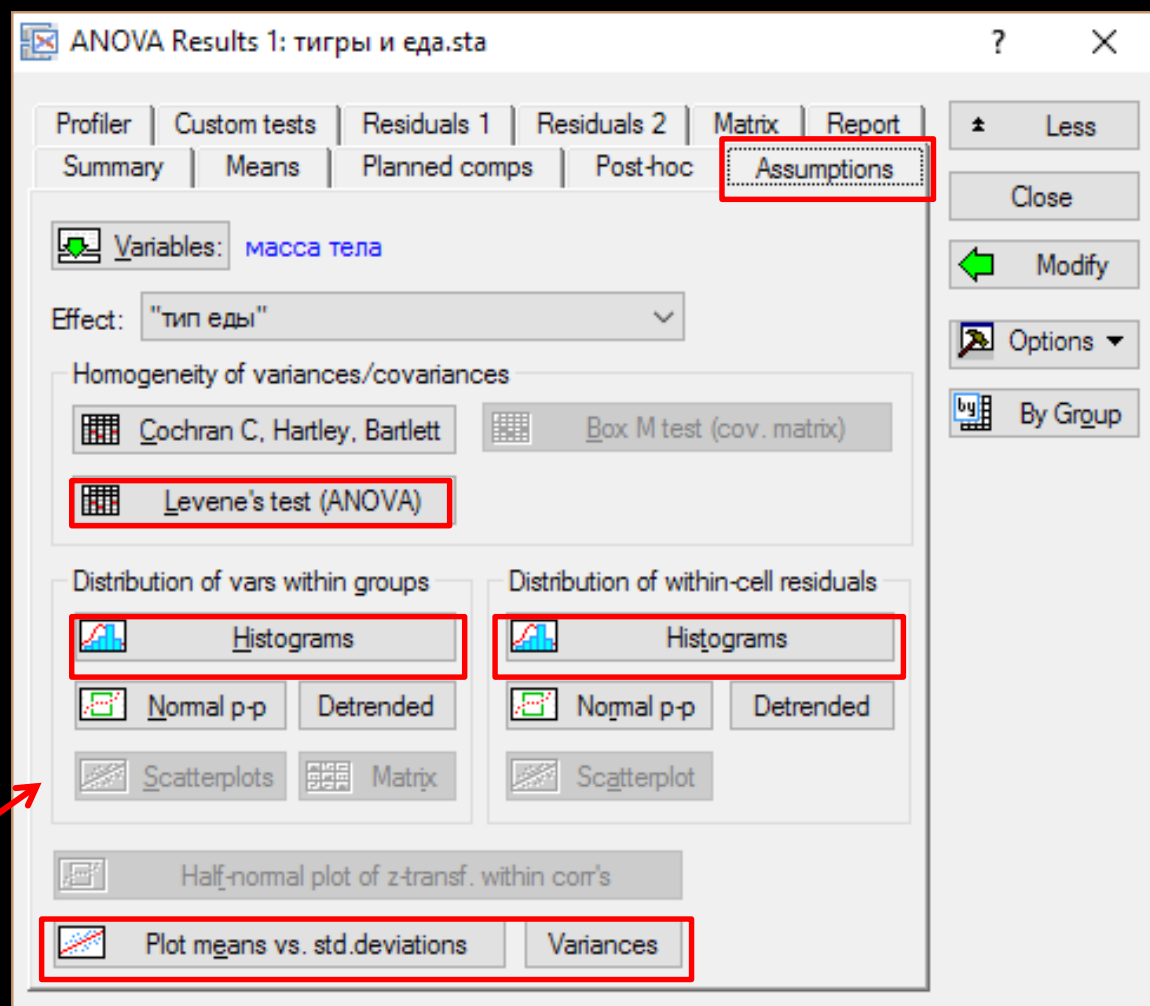 ANOVA Results 1: тигры и еда.sta ? ×
Profiler Custom tests Residuals 1 Residuals 2 Matrix Report
Summary Means Planned comps Post-hoc Assumptions
Less
Close
Modify
Options
By Group
by
Variables: масса тела
Effect: "тип еды"
Homogeneity of variances/covariances
Cochran C, Hartley, Bartlett Box M test (cov. matrix)
Levene's test (ANOVA)
Distribution of vars within groups
Histograms
Normal p-p Detrended
Scatterplots Matrix
Distribution of within-cell residuals
Histograms
Normal p-p Detrended
Scatterplot
Half-normal plot of z-transf. within corr's
Plot means vs. std.deviations Variances